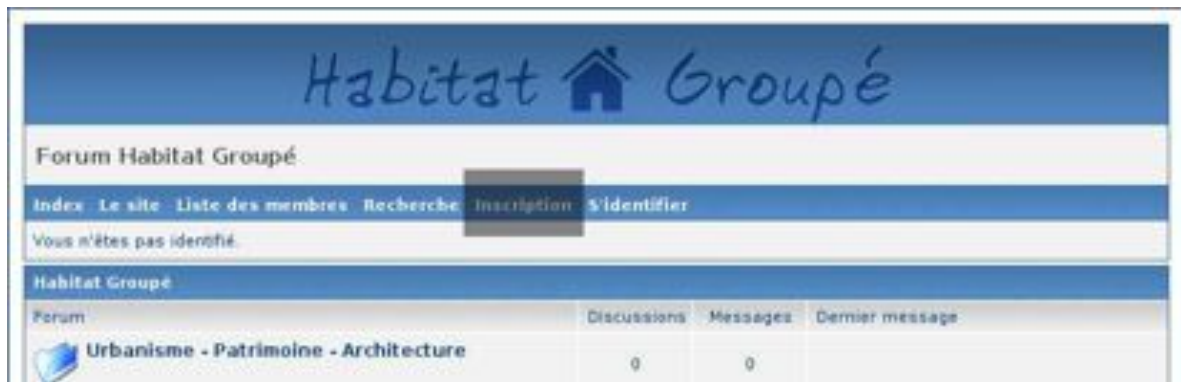 Habitat Groupé
Forum Habitat Groupé
Index Le site Liste des membres Recherche Inscription S'identifier
Vous n'êtes pas identifié.
Habitat Groupé
Forum Discussions Messages Dernier message
Urbanisme - Patrimoine - Architecture 0 0